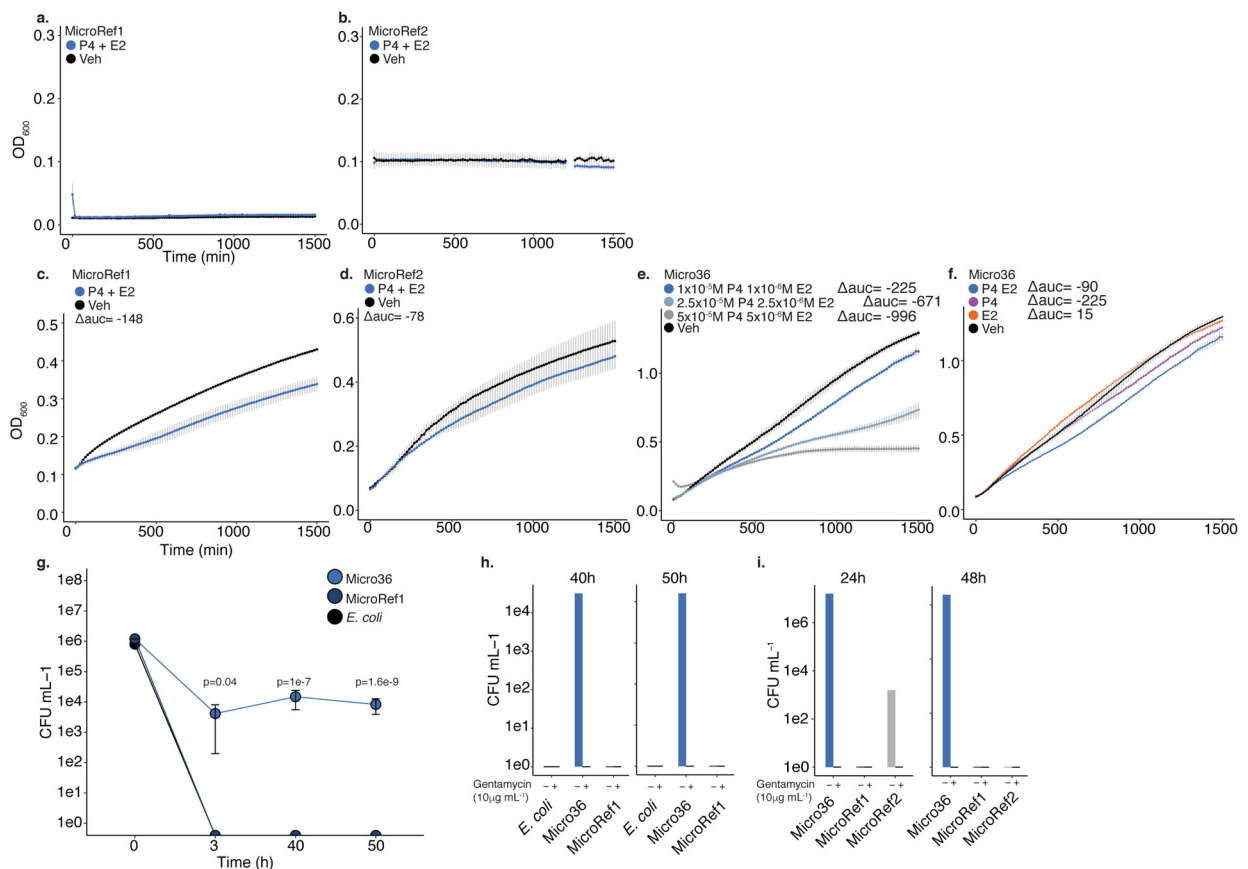 a.
MicroRef1
P4 + E2
Veh
0.3
0.2
0.1
0.0
OD600
0 500 1000 1500
Time (min)
b.
MicroRef2
P4 + E2
Veh
0.3
0.2
0.1
0.0
0 500 1000 1500
c.
MicroRef1
P4 + E2
Veh
Δauc= -148
0.5
0.4
0.3
0.2
0.1
0.0
OD600
0 500 1000 1500
Time (min)
d.
MicroRef2
P4 + E2
Veh
Δauc= -78
0.6
0.4
0.2
0.0
0 500 1000 1500
e.
Micro36
1x10⁻⁵M P4 1x10⁻⁶M E2 Δauc= -225
2.5x10⁻⁵M P4 2.5x10⁻⁶M E2 Δauc= -671
5x10⁻⁵M P4 5x10⁻⁶M E2 Δauc= -996
Veh
1.0
0.5
0.0
0 500 1000 1500
f.
Micro36
P4 E2 Δauc= -90
P4 Δauc= -225
E2 Δauc= 15
Veh
1.0
0.5
0.0
0 500 1000 1500
g.
Micro36
MicroRef1
E. coli
1e8
1e7
1e6
1e5
1e4
1e3
1e2
1e1
1e0
CFU mL−1
p=0.04 p=1e-7 p=1.6e-9
0 3 40 50
Time (h)
h.
40h 50h
1e4
1e3
1e2
1e1
1e0
CFU mL−1
Gentamycin
(10µg mL⁻¹)
− + − + − + − + − + − +
E. coli Micro36 MicroRef1 E. coli Micro36 MicroRef1
i.
24h 48h
1e6
1e4
1e2
1e0
CFU mL−1
Gentamycin
(10µg mL⁻¹)
− + − + − + − + − + − +
Micro36 MicroRef1 MicroRef2 Micro36 MicroRef1 MicroRef2